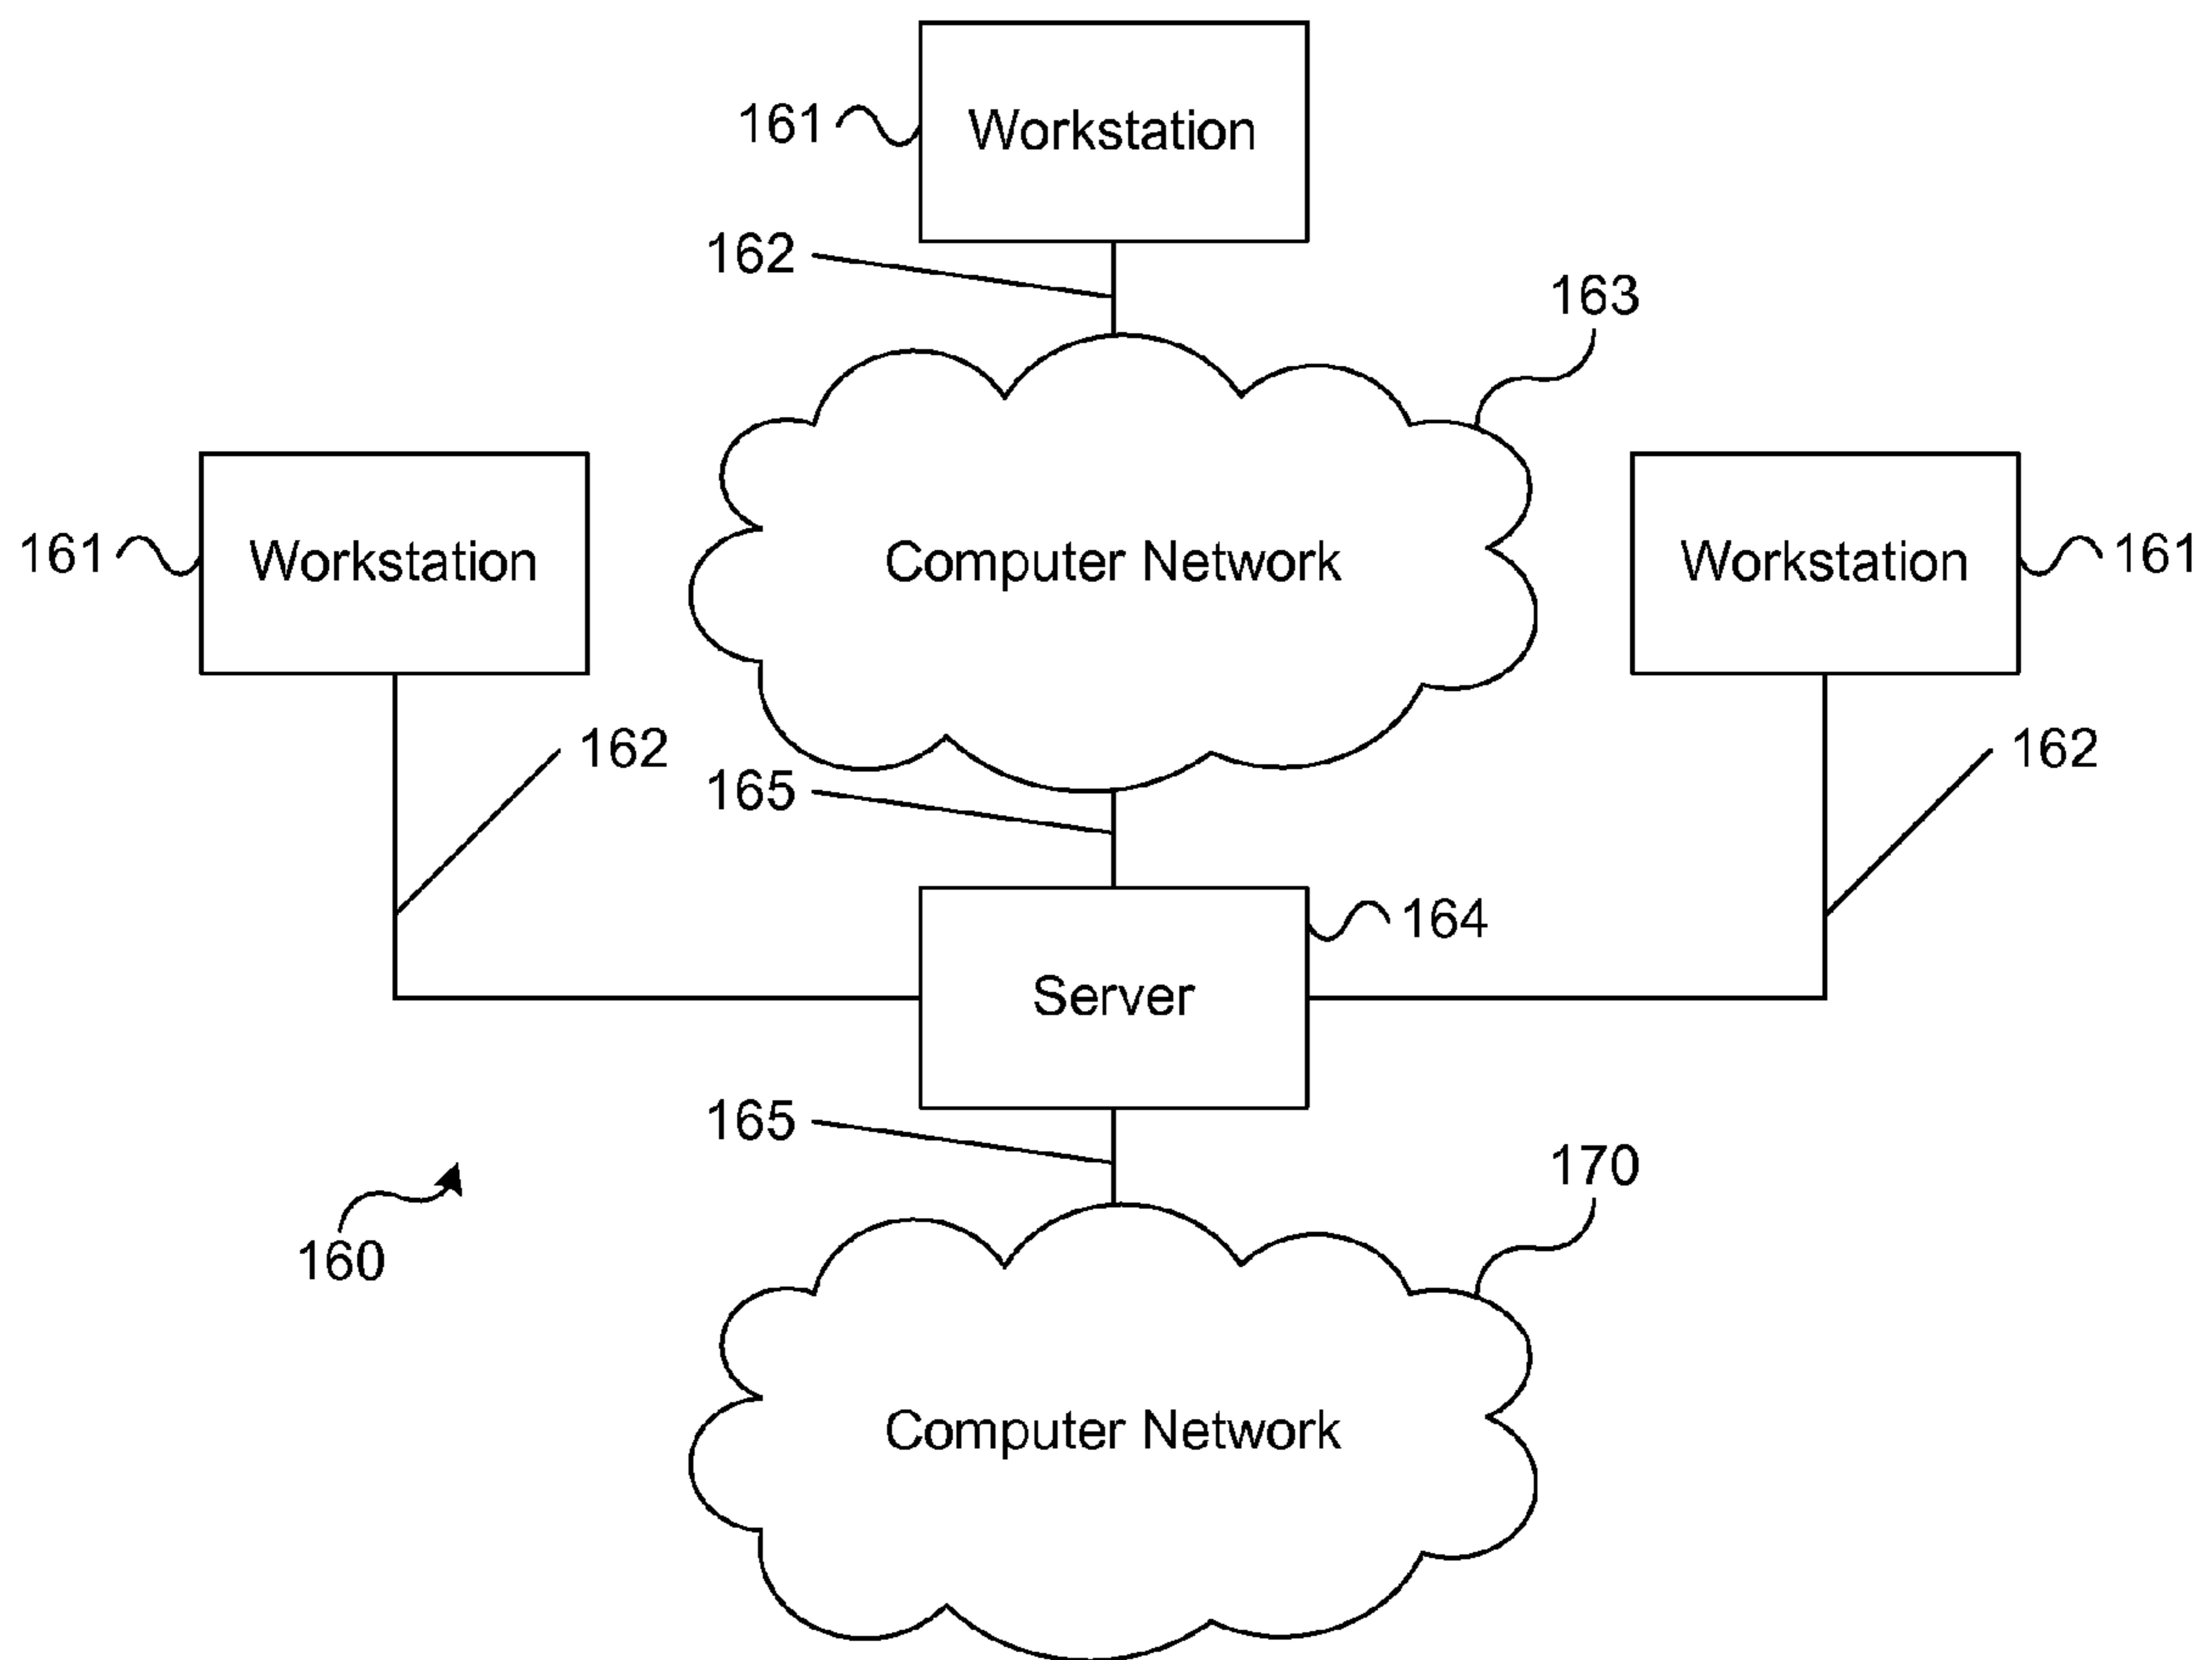 161
Workstation
162
163
161
Workstation
Computer Network
Workstation
161
162
165
162
164
Server
165
170
160
Computer Network